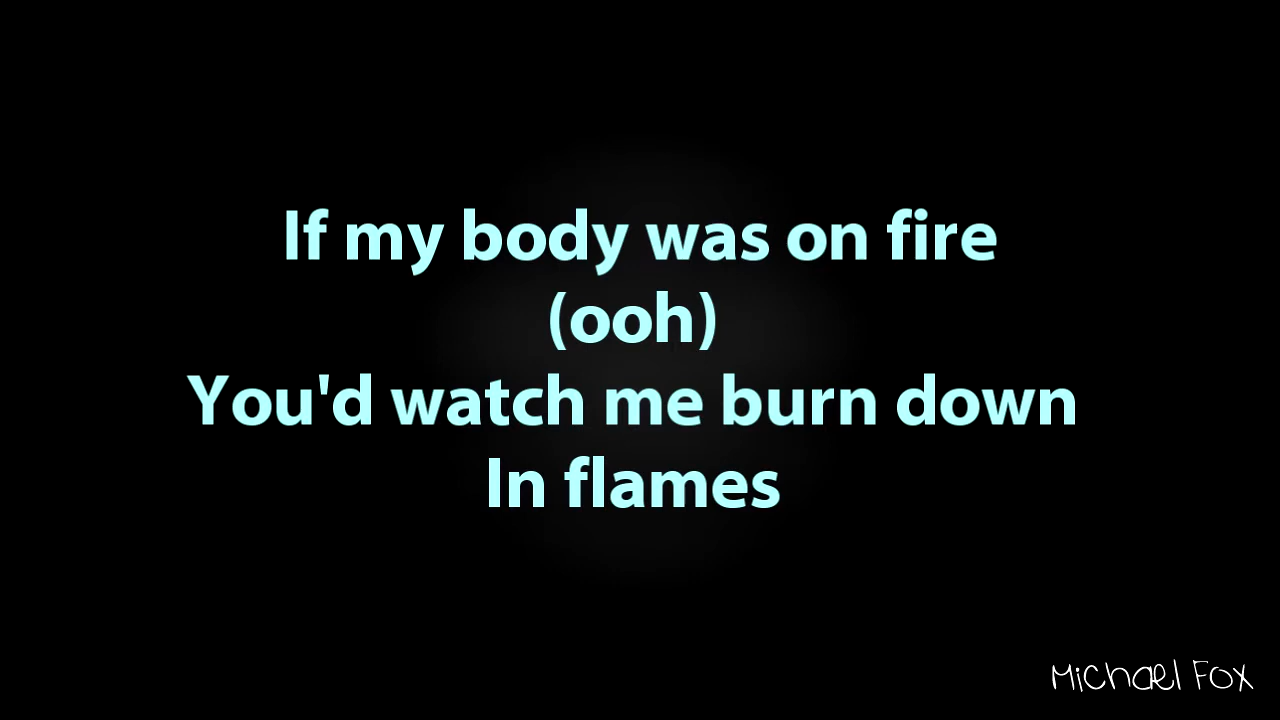 If my body was on fire
(ooh)
You'd watch me burn down
In flames
Michael Fox